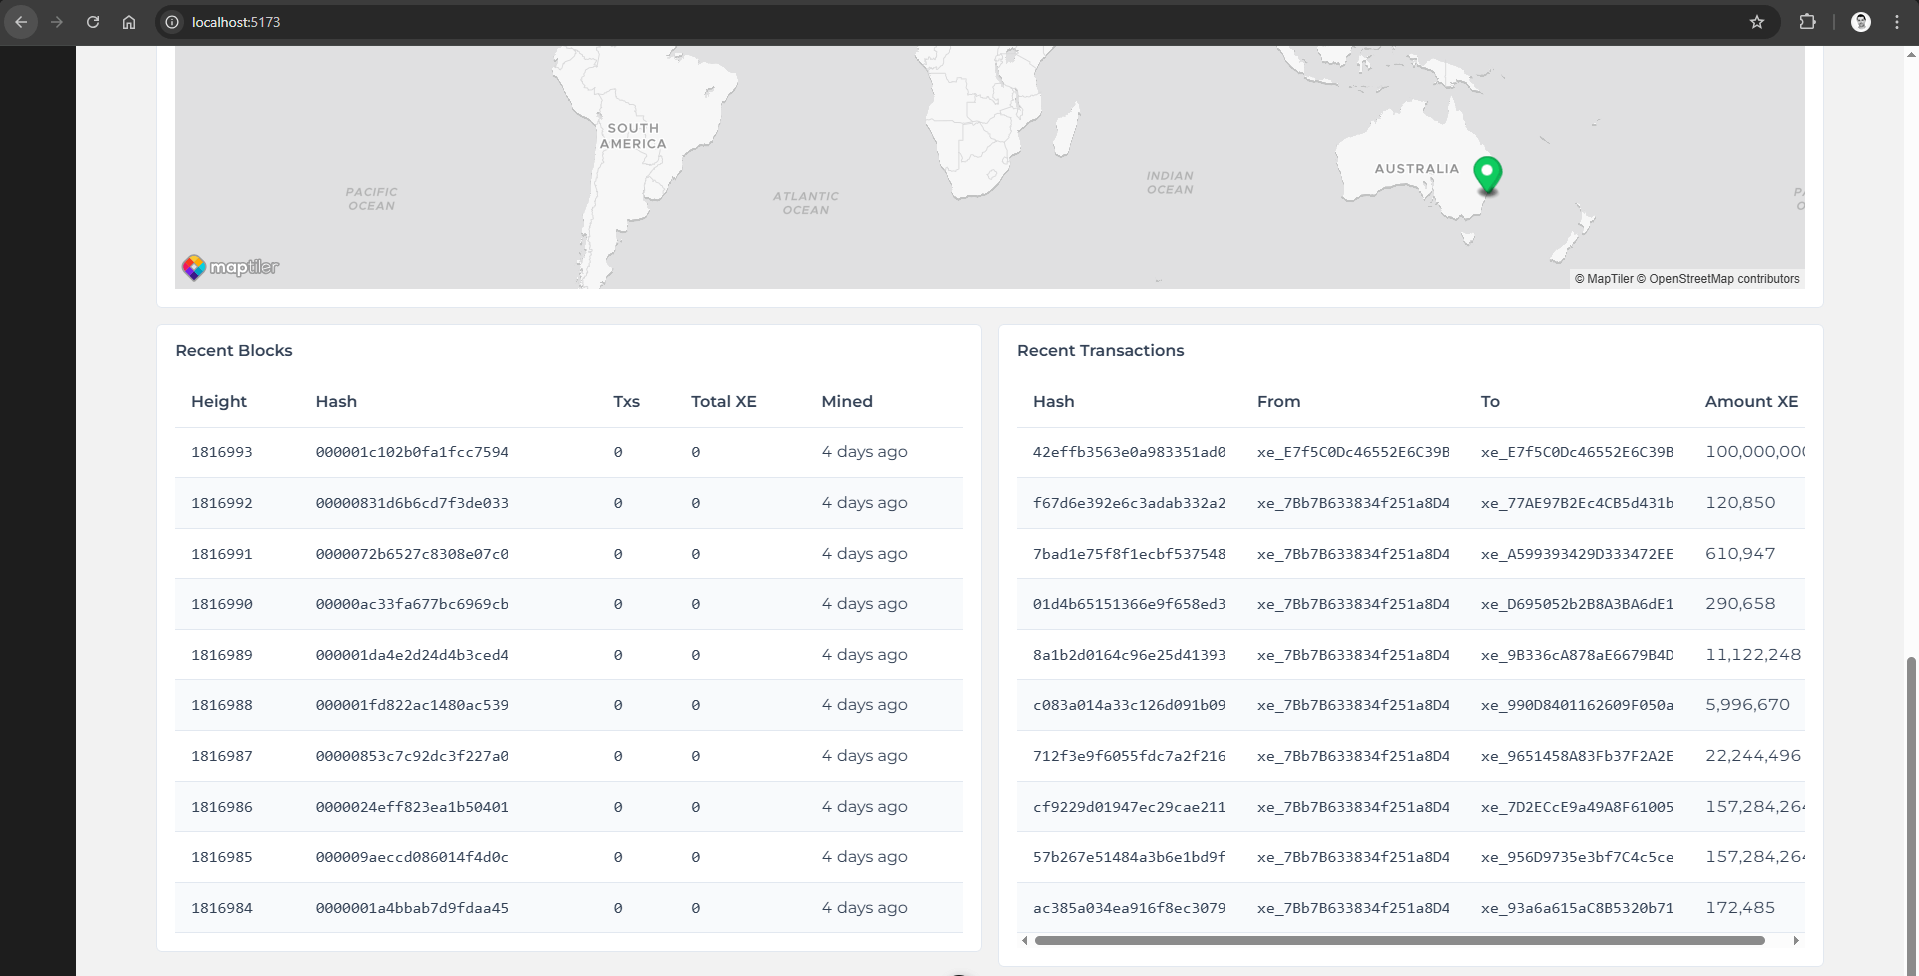 localhost:5173
SOUTH
AMERICA
AUSTRALIA
PACIFIC
OCEAN
ATLANTIC
OCEAN
INDIAN
OCEAN
maptiler
© MapTiler © OpenStreetMap contributors
Recent Blocks
Height Hash Txs Total XE Mined
1816993 000001c102b0fa1fcc7594 0 0 4 days ago
1816992 00000831d6b6cd7f3de033 0 0 4 days ago
1816991 0000072b6527c8308e07c0 0 0 4 days ago
1816990 00000ac33fa677bc6969cb 0 0 4 days ago
1816989 000001da4e2d24d4b3ced4 0 0 4 days ago
1816988 000001fd822ac1480ac539 0 0 4 days ago
1816987 00000853c7c92dc3f227a0 0 0 4 days ago
1816986 0000024eff823ea1b50401 0 0 4 days ago
1816985 000009aeccd086014f4d0c 0 0 4 days ago
1816984 0000001a4bbab7d9fdaa45 0 0 4 days ago
Recent Transactions
Hash From To Amount XE
42effb3563e0a983351ad0 xe_E7f5C0Dc46552E6C39B xe_E7f5C0Dc46552E6C39B 100,000,000
f67d6e392e6c3adab332a2 xe_7Bb7B633834f251a8D4 xe_77AE97B2Ec4CB5d431b 120,850
7bad1e75f8f1ecbf537548 xe_7Bb7B633834f251a8D4 xe_A599393429D333472EE 610,947
01d4b65151366e9f658ed3 xe_7Bb7B633834f251a8D4 xe_D695052b2B8A3BA6dE1 290,658
8a1b2d0164c96e25d41393 xe_7Bb7B633834f251a8D4 xe_9B336cA878aE6679B4D 11,122,248
c083a014a33c126d091b09 xe_7Bb7B633834f251a8D4 xe_990D8401162609F050a 5,996,670
712f3e9f6055fdc7a2f216 xe_7Bb7B633834f251a8D4 xe_9651458A83Fb37F2A2E 22,244,496
cf9229d01947ec29cae211 xe_7Bb7B633834f251a8D4 xe_7D2ECcE9a49A8F61005 157,284,264
57b267e51484a3b6e1bd9f xe_7Bb7B633834f251a8D4 xe_956D9735e3bf7C4c5ce 157,284,264
ac385a034ea916f8ec3079 xe_7Bb7B633834f251a8D4 xe_93a6a615aC8B5320b71 172,485